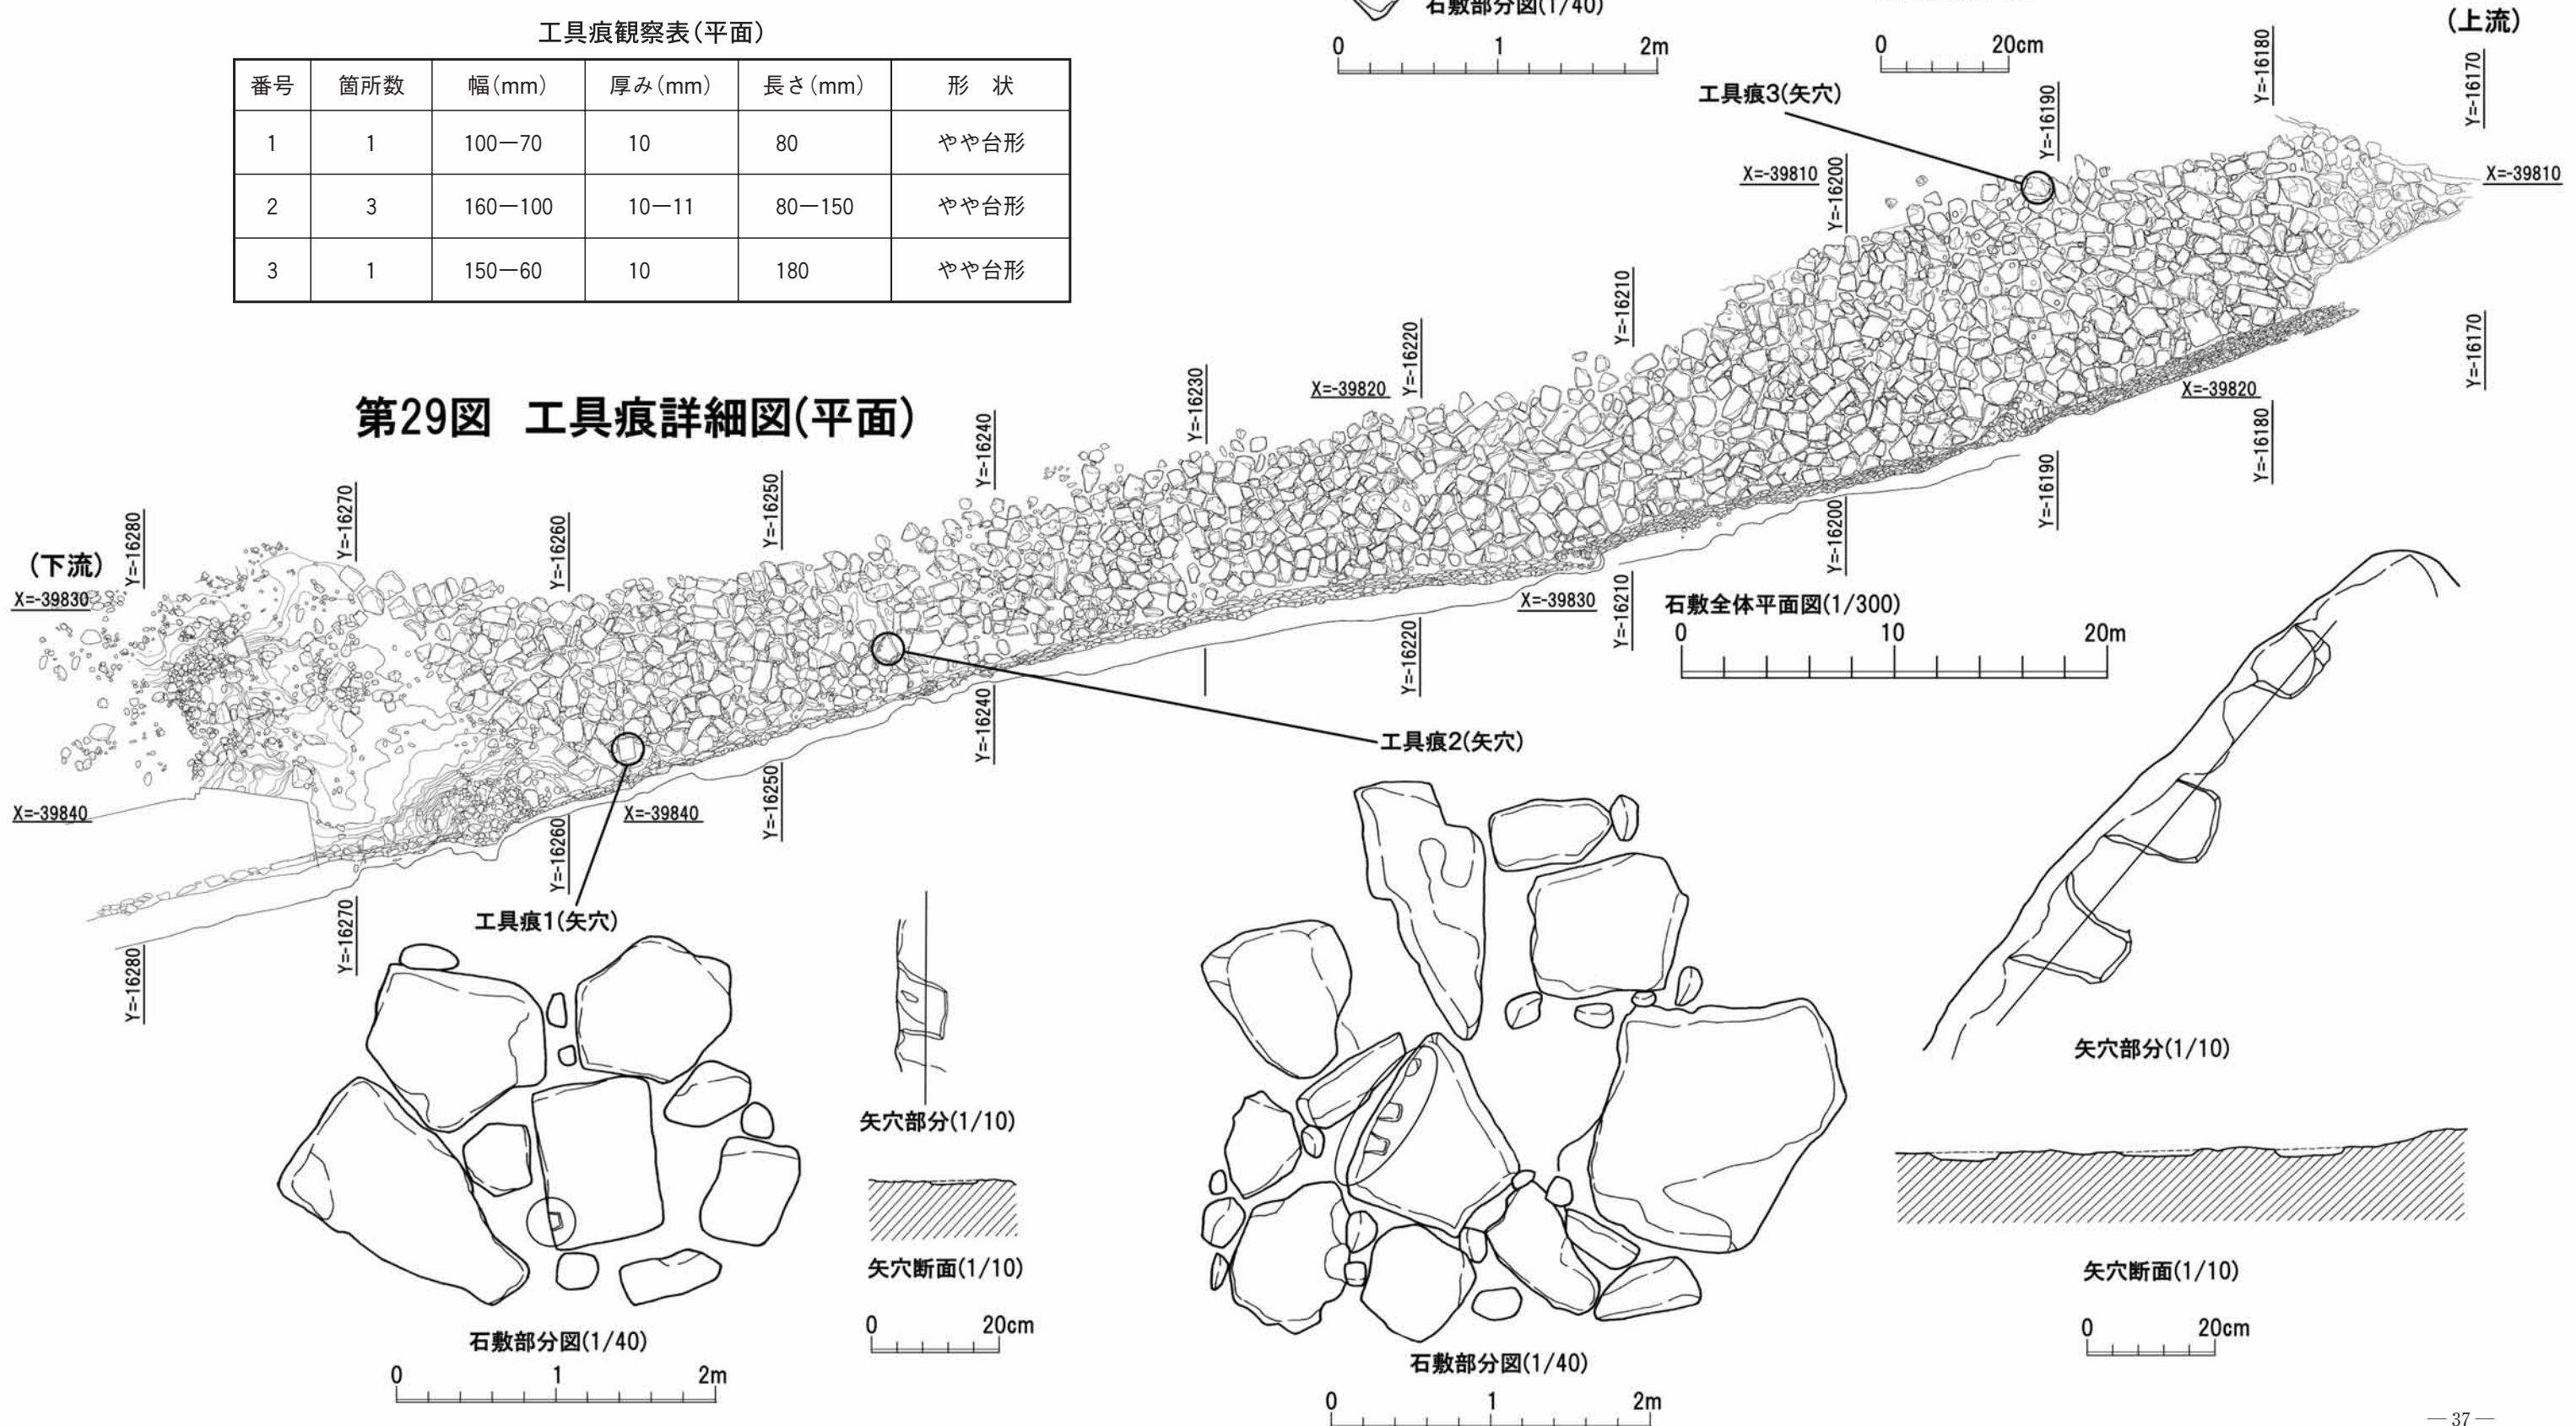 工具痕観察表(平面)
番号 箇所数 幅(mm) 厚み(mm) 長さ(mm) 形　状
1 1 100—70 10 80 やや台形
2 3 160—100 10—11 80—150 やや台形
3 1 150—60 10 180 やや台形
石敷部分図(1/40)
0 1 2m
0 20cm
(上流)
工具痕3(矢穴)
Y=-16180
Y=-16170
Y=-16190
X=-39810
Y=-16200
X=-39810
Y=-16210
Y=-16220
X=-39820
Y=-16170
X=-39820
Y=-16180
Y=-16230
第29図　工具痕詳細図(平面)
Y=-16240
Y=-16250
Y=-16190
Y=-16270
Y=-16260
Y=-16280
(下流)
X=-39830
Y=-16200
X=-39830
Y=-16210
石敷全体平面図(1/300)
0 10 20m
Y=-16220
Y=-16240
工具痕2(矢穴)
X=-39840
X=-39840
Y=-16250
Y=-16260
工具痕1(矢穴)
Y=-16270
Y=-16280
矢穴部分(1/10)
矢穴断面(1/10)
0 20cm
石敷部分図(1/40)
0 1 2m
矢穴部分(1/10)
矢穴断面(1/10)
0 20cm
石敷部分図(1/40)
0 1 2m
— 37 —